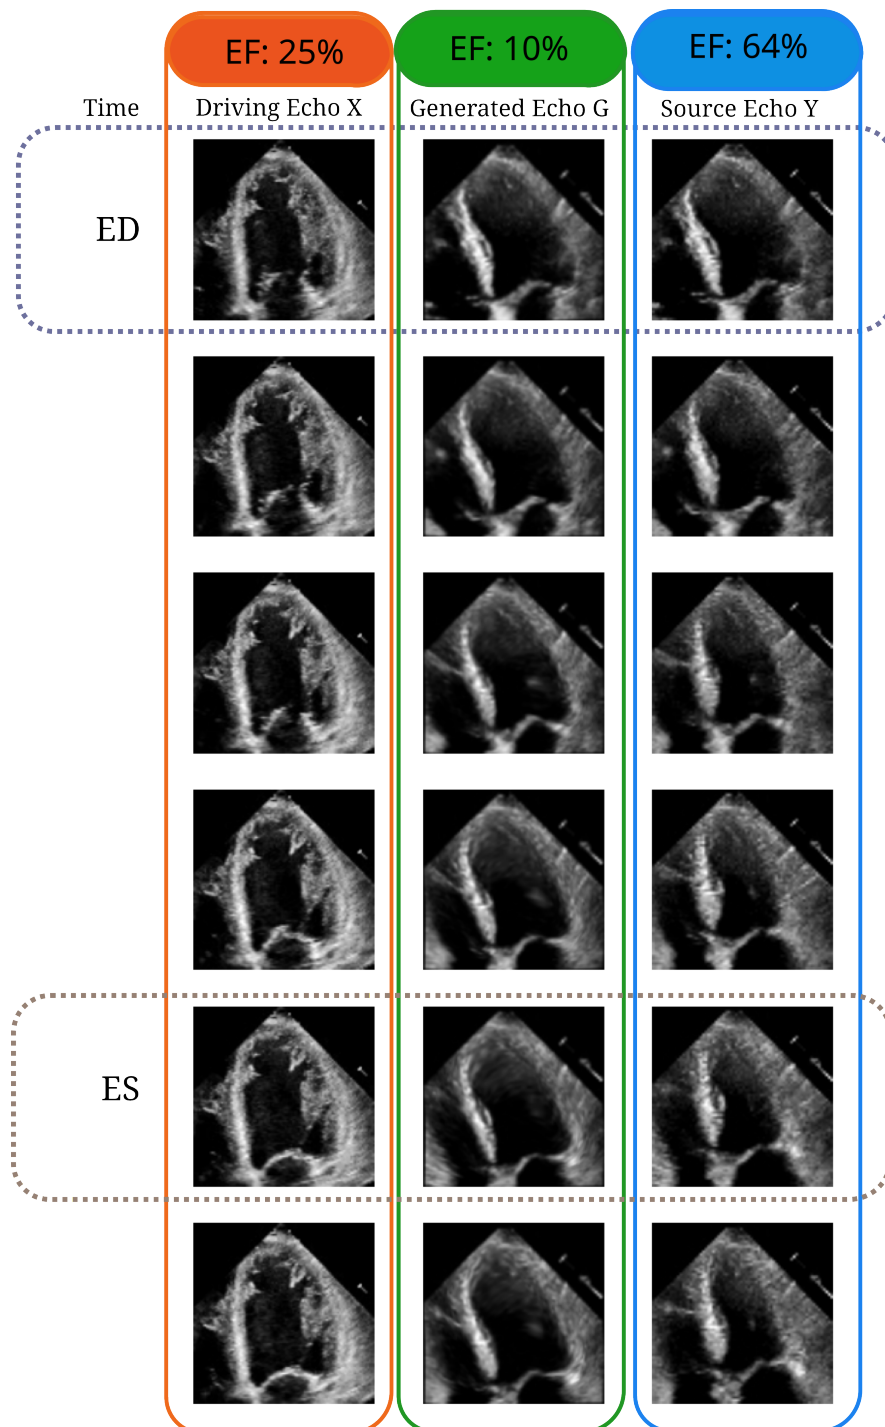 EF: 25%
EF: 10%
EF: 64%
Time
Driving Echo X
Generated Echo G
Source Echo Y
ED
ES